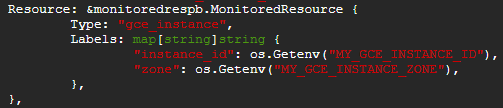 Resource: &monitoredrespb.MonitoredResource {
Type: "gce_instance",
Labels: map[string]string {
"instance_id": os.Getenv("MY_GCE_INSTANCE_ID"),
"zone": os.Getenv("MY_GCE_INSTANCE_ZONE"),
},
},